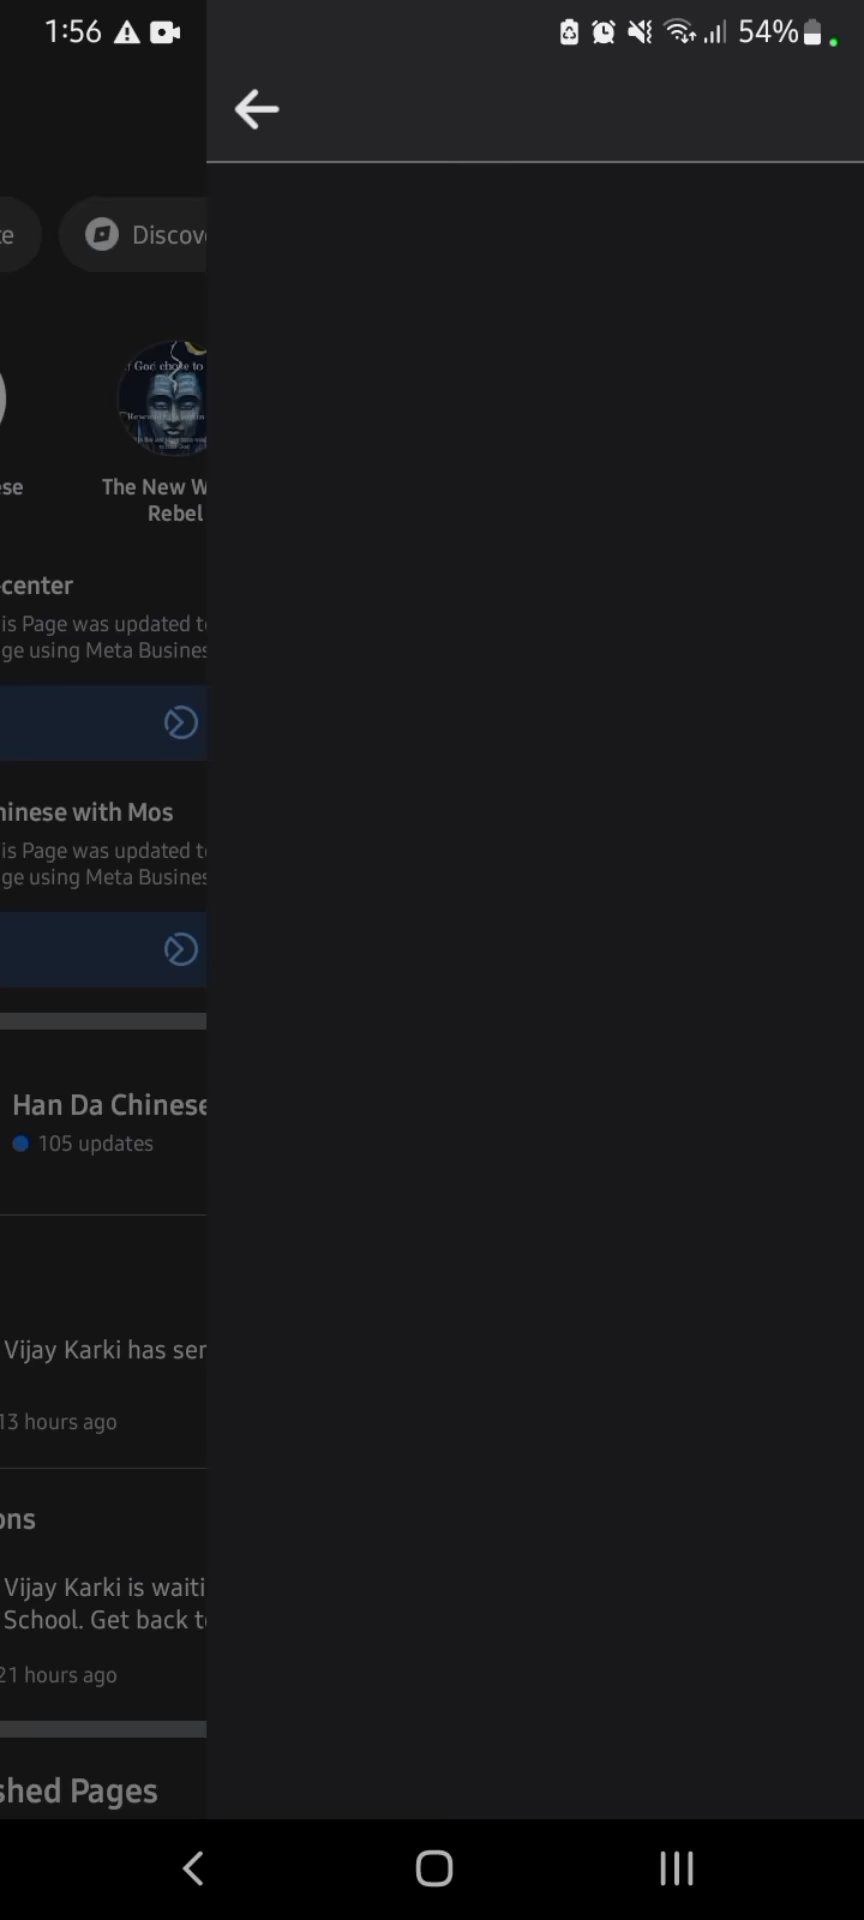 1:56
54%
Discov
The New W
Rebel
ese
-center
is Page was updated t
ge using Meta Busines
hinese with Mos
is Page was updated t
ge using Meta Busines
Han Da Chinese
105 updates
Vijay Karki has ser
13 hours ago
ons
Vijay Karki is waiti
School. Get back t
21 hours ago
shed Pages